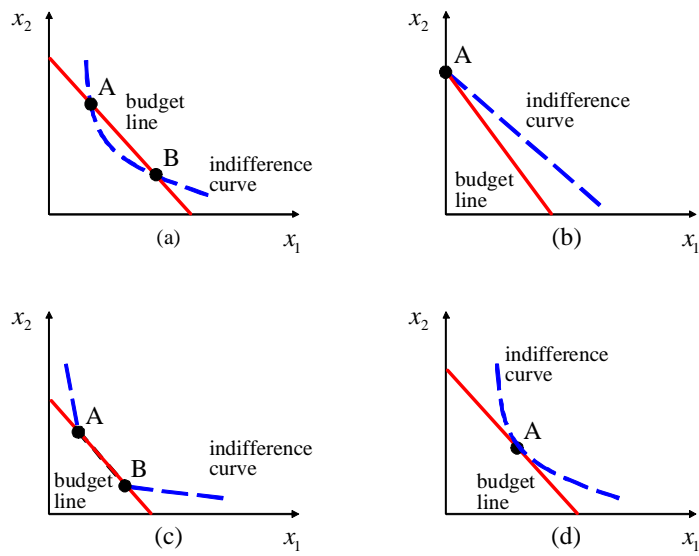 x2
A
budget
line
B
indifference
curve
(a)
x1
x2
A
indifference
curve
budget
line
(b)
x1
x2
A
B
indifference
curve
budget
line
(c)
x1
x2
indifference
curve
A
budget
line
(d)
x1